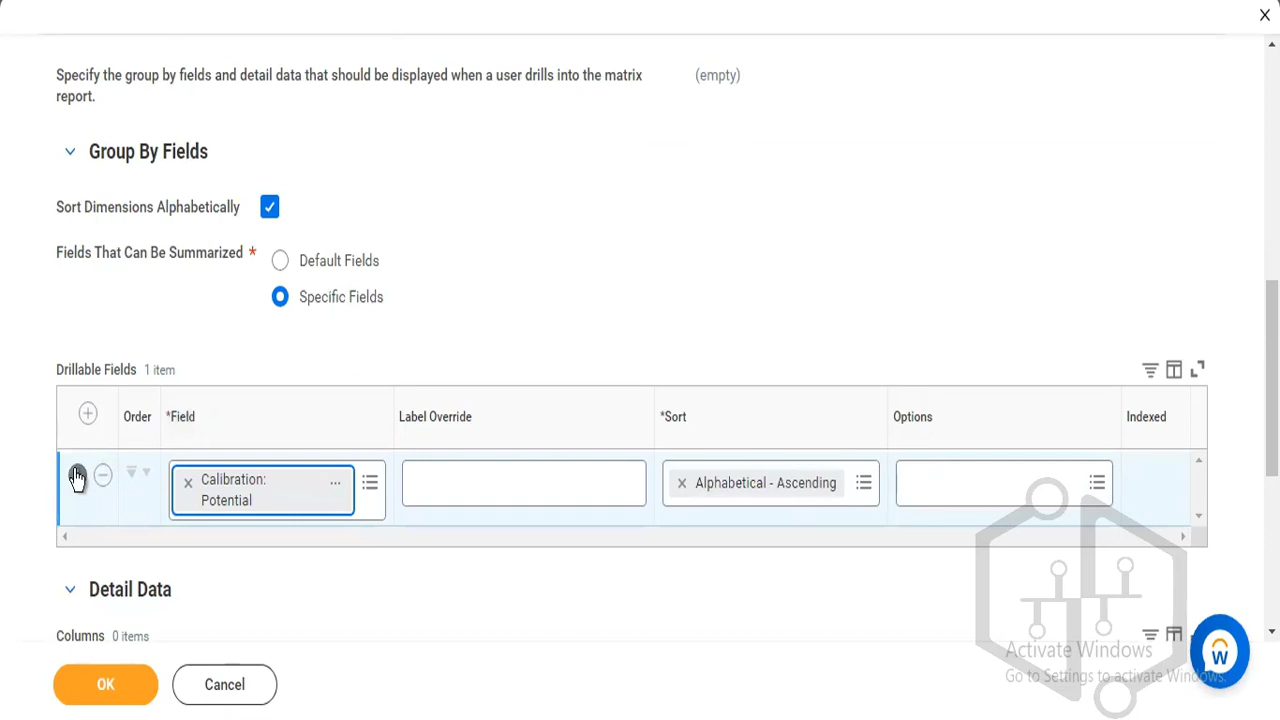 X
Specify the group by fields and detail data that should be displayed when a user drills into the matrix
report.
(empty)
Group By Fields
Sort Dimensions Alphabetically
Fields That Can Be Summarized *
Default Fields
Specific Fields
Drillable Fields 1 item
Order *Field Label Override *Sort Options Indexed
Calibration:
Potential
Alphabetical - Ascending
Detail Data
Columns 0 items
Activate Windows
Go to Settings to activate Windows.
OK Cancel
W